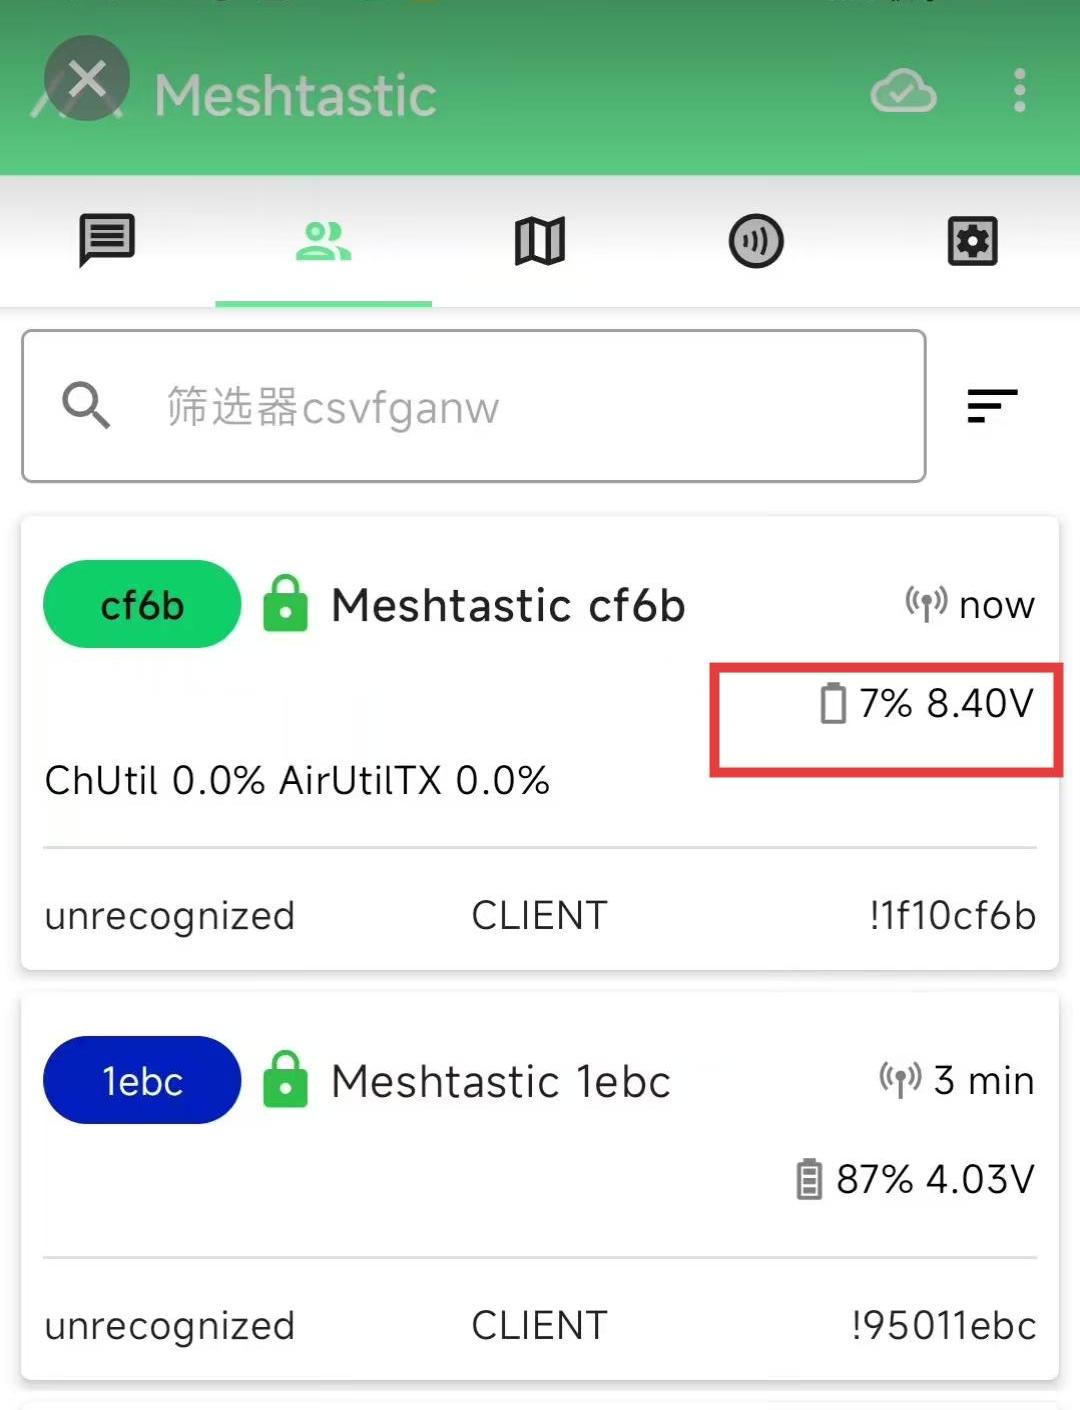 Meshtastic
筛选器csvfganw
cf6b Meshtastic cf6b now
7% 8.40V
ChUtil 0.0% AirUtilTX 0.0%
unrecognized CLIENT !1f10cf6b
1ebc Meshtastic 1ebc 3 min
87% 4.03V
unrecognized CLIENT !95011ebc